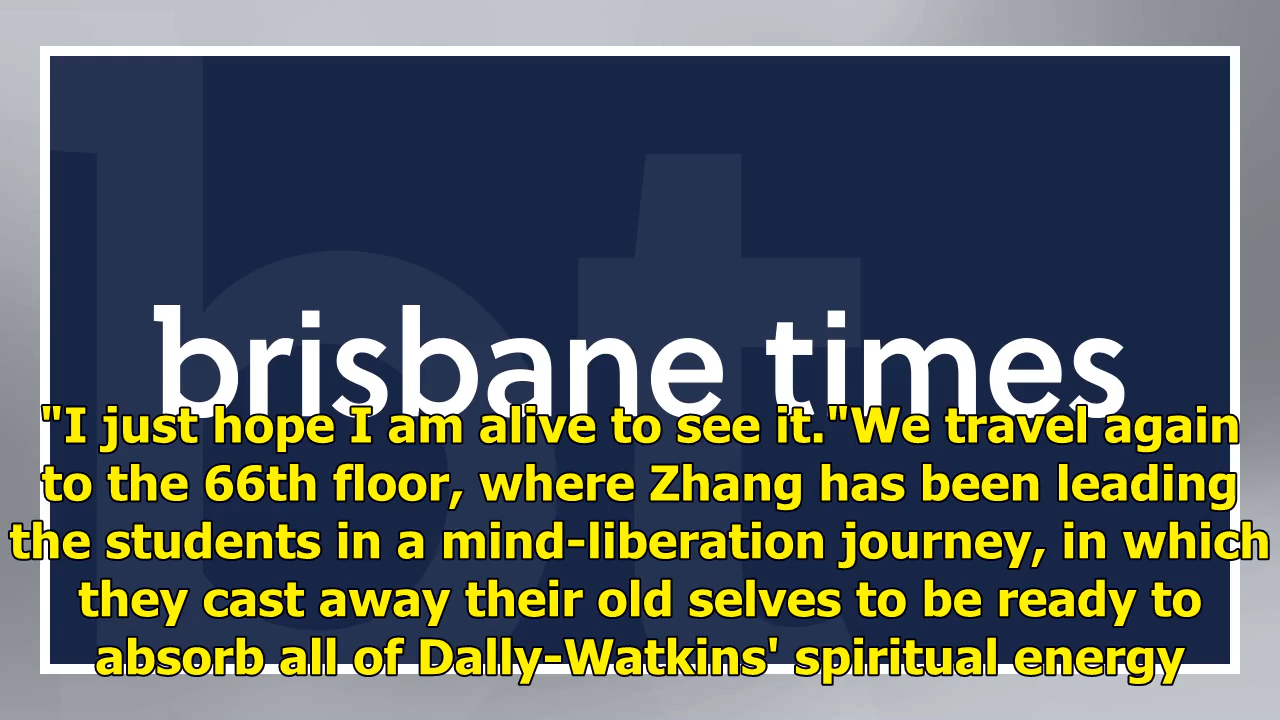 brisbane times
"I just hope I am alive to see it."We travel again
to the 66th floor, where Zhang has been leading
the students in a mind-liberation journey, in which
they cast away their old selves to be ready to
absorb all of Dally-Watkins' spiritual energy